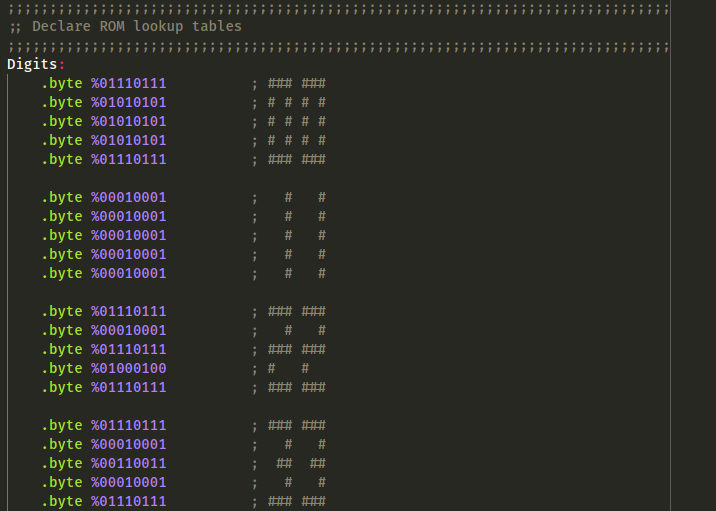 ;;;;;;;;;;;;;;;;;;;;;;;;;;;;;;;;;;;;;;;;;;;;;;;;;;;;;;;;;;;;;;;;;;;;;;;;;;;;;;;
;; Declare ROM lookup tables
;;;;;;;;;;;;;;;;;;;;;;;;;;;;;;;;;;;;;;;;;;;;;;;;;;;;;;;;;;;;;;;;;;;;;;;;;;;;;;;
Digits:
    .byte %01110111          ; ### ###
    .byte %01010101          ; # # # #
    .byte %01010101          ; # # # #
    .byte %01010101          ; # # # #
    .byte %01110111          ; ### ###

    .byte %00010001          ;   #   #
    .byte %00010001          ;   #   #
    .byte %00010001          ;   #   #
    .byte %00010001          ;   #   #
    .byte %00010001          ;   #   #

    .byte %01110111          ; ### ###
    .byte %00010001          ;   #   #
    .byte %01110111          ; ### ###
    .byte %01000100          ; #   #
    .byte %01110111          ; ### ###

    .byte %01110111          ; ### ###
    .byte %00010001          ;   #   #
    .byte %00110011          ;  ##  ##
    .byte %00010001          ;   #   #
    .byte %01110111          ; ### ###